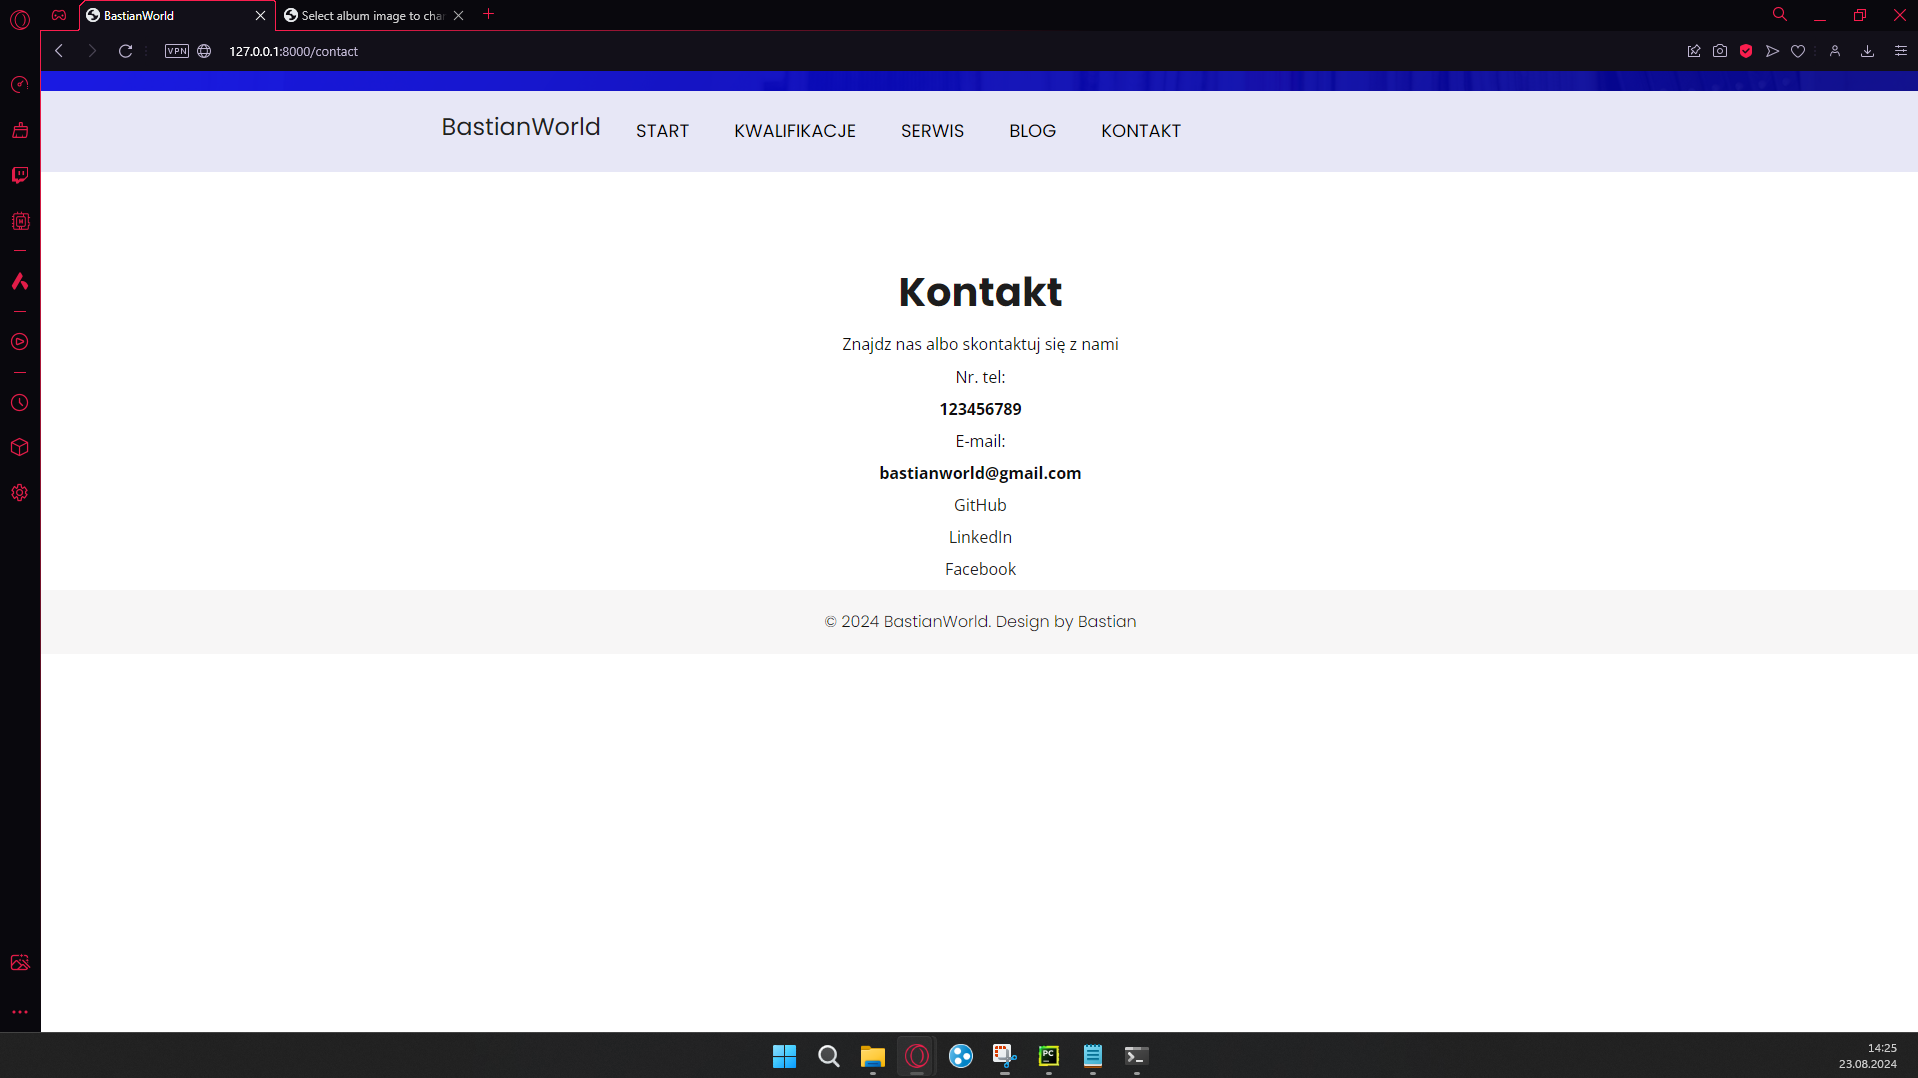 BastianWorld
Select album image to cha
VPN
127.0.0.1:8000/contact
BastianWorld START KWALIFIKACJE SERWIS BLOG KONTAKT
Kontakt
Znajdz nas albo skontaktuj się z nami
Nr. tel:
123456789
E-mail:
bastianworld@gmail.com
GitHub
LinkedIn
Facebook
© 2024 BastianWorld. Design by Bastian
PC
14:25
23.08.2024